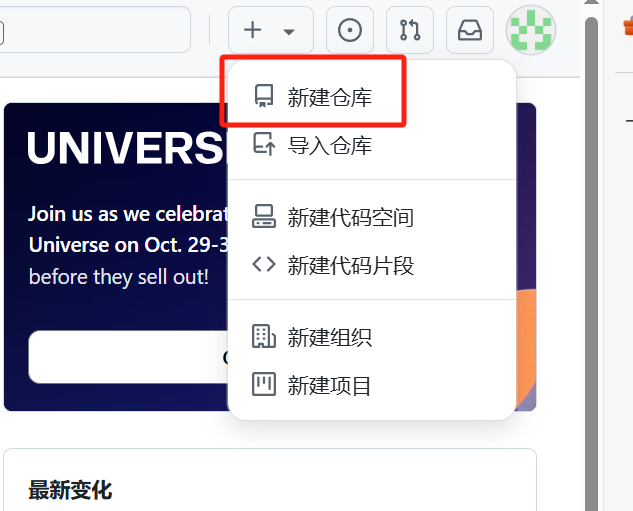 新建仓库
导入仓库
新建代码空间
新建代码片段
新建组织
新建项目
UNIVERS
Join us as we celebrat
Universe on Oct. 29-3
before they sell out!
最新变化